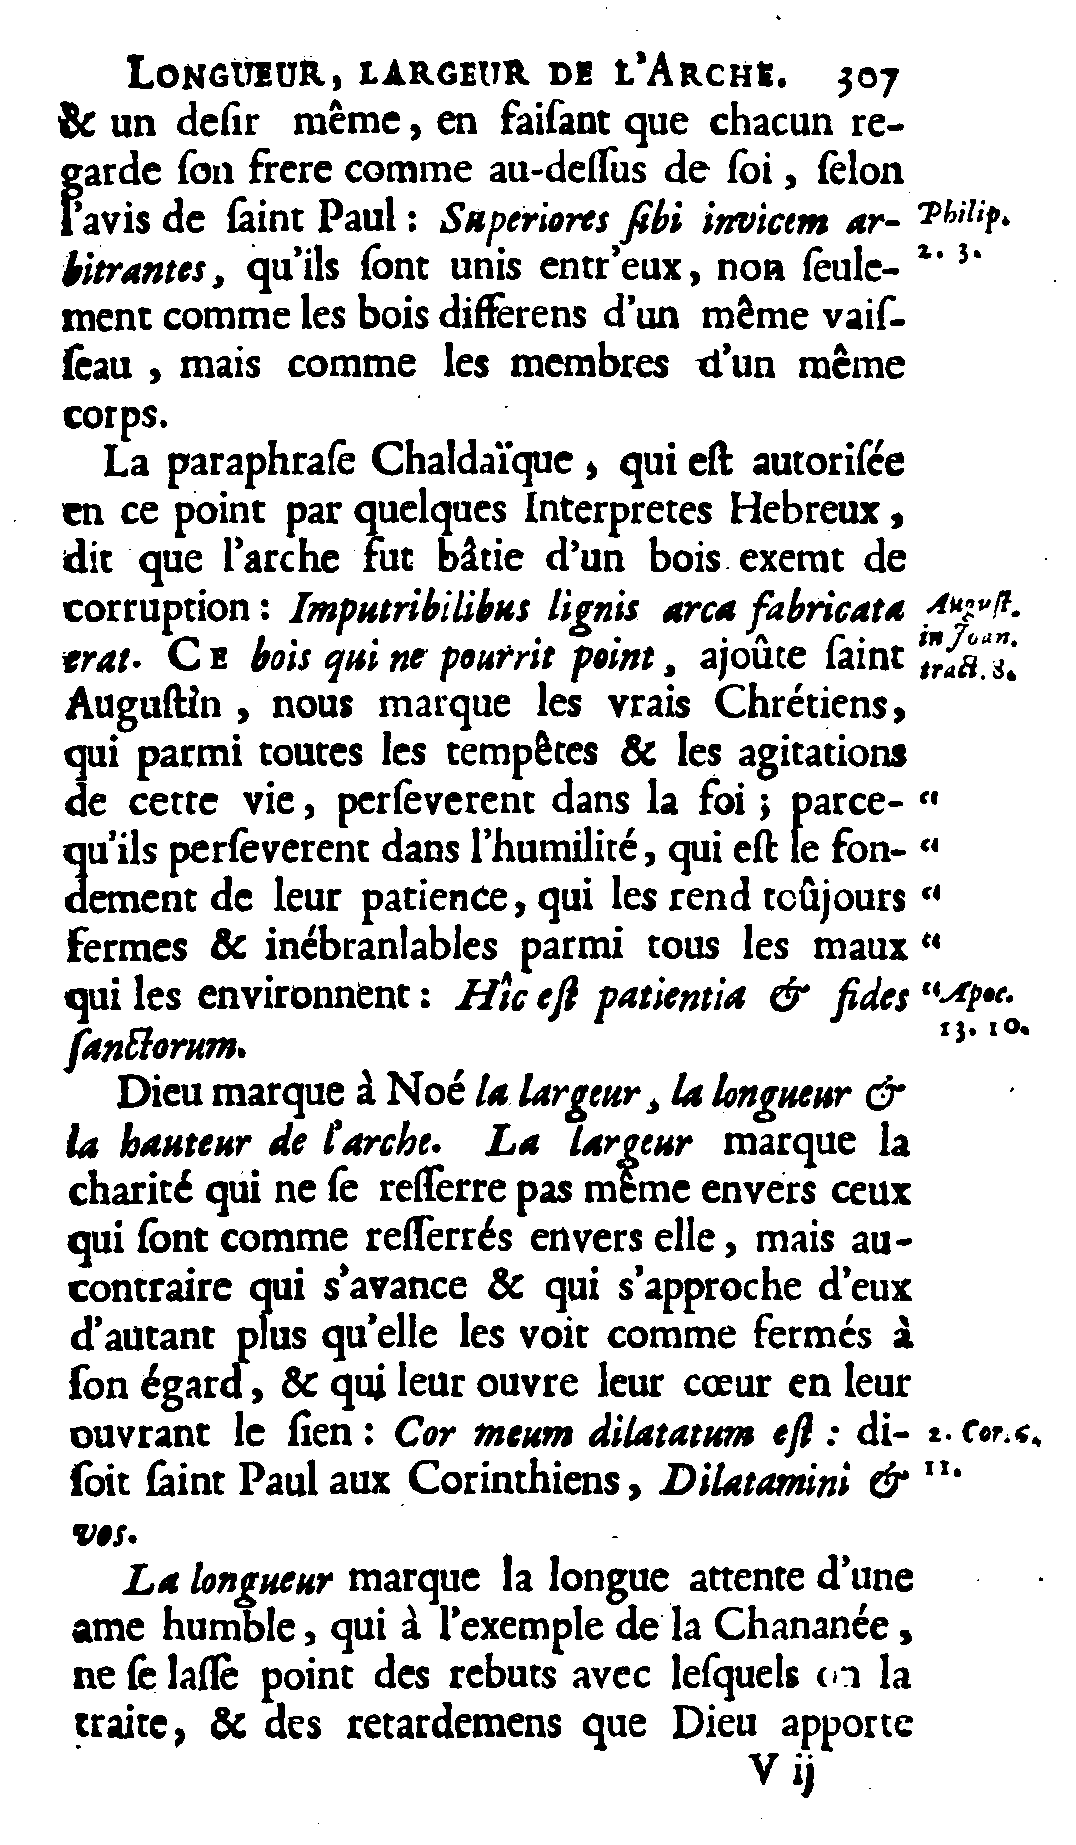 LONGUEUR, LARGEUR DE L'ARCHE. 307
& un desir même, en faiſant que chacun re-
garde ſon frere comme au-deſſus de ſoi, ſelon
l'avis de ſaint Paul : Superiores ſibi invicem ar- Philip.
bitrantes, qu'ils ſont unis entr'eux, non ſeule- 2. 3.
ment comme les bois differens d'un même vaiſ-
ſeau, mais comme les membres d'un même
corps.
La paraphraſe Chaldaïque, qui eſt autoriſée
en ce point par quelques Interpretes Hebreux,
dit que l'arche fut bâtie d'un bois exemt de
corruption : Imputribilibus lignis arca fabricata Auguſt.
erat. CE bois qui ne pourrit point, ajoûte ſaint in Joan.
Auguſtin, nous marque les vrais Chrétiens, tract. 8.
qui parmi toutes les tempêtes & les agitations
de cette vie, perſeverent dans la foi ; parce- “
qu'ils perſeverent dans l'humilité, qui eſt le fon- “
dement de leur patience, qui les rend toûjours “
fermes & inébranlables parmi tous les maux “
qui les environnent : Hîc eſt patientia & fides “ Apoc.
ſanctorum. 13. 10.
Dieu marque à Noé la largeur, la longueur &
la hauteur de l'arche. La largeur marque la
charité qui ne ſe reſſerre pas même envers ceux
qui ſont comme reſſerrés envers elle, mais au-
contraire qui s'avance & qui s'approche d'eux
d'autant plus qu'elle les voit comme fermés à
ſon égard, & qui leur ouvre leur cœur en leur
ouvrant le ſien : Cor meum dilatatum eſt : di- 2. Cor. 6.
ſoit ſaint Paul aux Corinthiens, Dilatamini & 11.
vos.
La longueur marque la longue attente d'une
ame humble, qui à l'exemple de la Chananée,
ne ſe laſſe point des rebuts avec leſquels on la
traite, & des retardemens que Dieu apporte
V ij